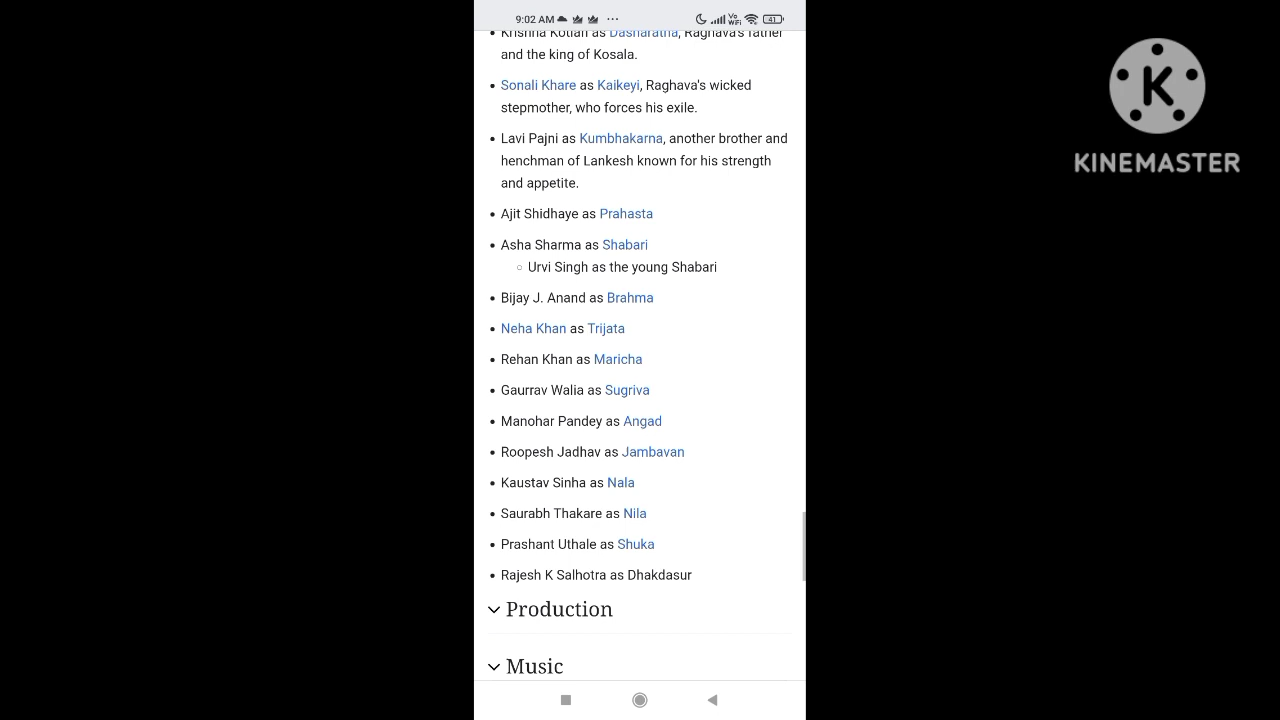 9:02 AM
Vo
WiFi
41
Krishna Kotian as Dasharatha, Raghava's father
and the king of Kosala.
• Sonali Khare as Kaikeyi, Raghava's wicked
stepmother, who forces his exile.
• Lavi Pajni as Kumbhakarna, another brother and
henchman of Lankesh known for his strength
and appetite.
• Ajit Shidhaye as Prahasta
• Asha Sharma as Shabari
○ Urvi Singh as the young Shabari
• Bijay J. Anand as Brahma
• Neha Khan as Trijata
• Rehan Khan as Maricha
• Gaurrav Walia as Sugriva
• Manohar Pandey as Angad
• Roopesh Jadhav as Jambavan
• Kaustav Sinha as Nala
• Saurabh Thakare as Nila
• Prashant Uthale as Shuka
• Rajesh K Salhotra as Dhakdasur
Production
Music
K
KINEMASTER